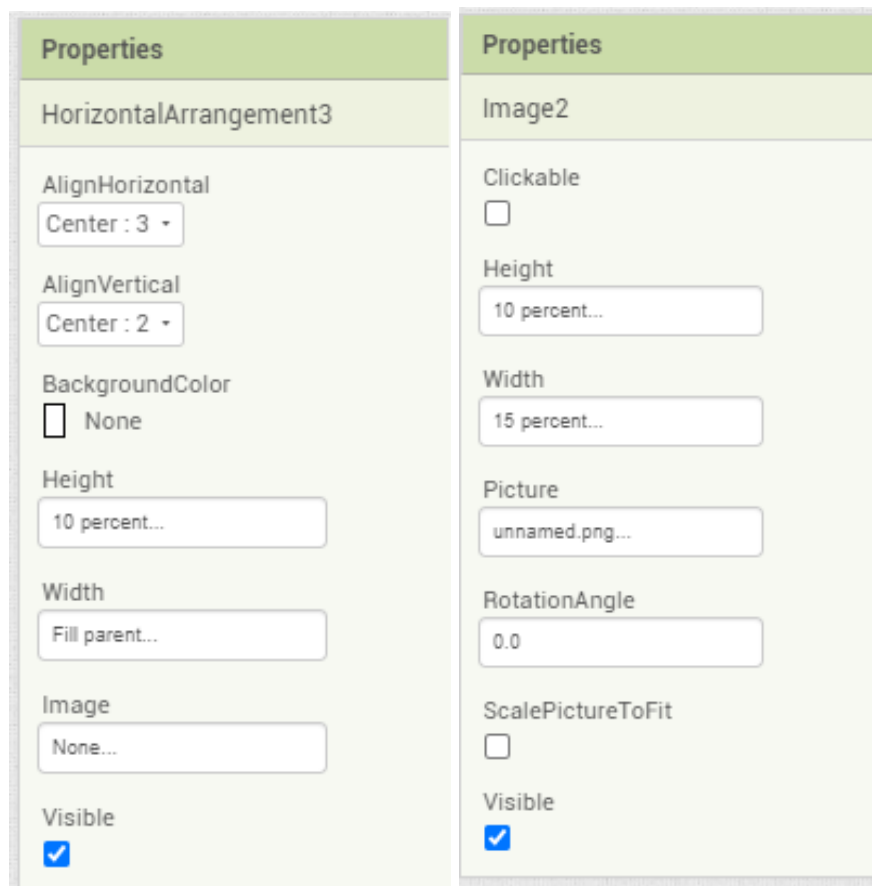 Properties
HorizontalArrangement3
AlignHorizontal
Center : 3
AlignVertical
Center : 2
BackgroundColor
None
Height
10 percent...
Width
Fill parent...
Image
None...
Visible
Properties
Image2
Clickable
Height
10 percent...
Width
15 percent...
Picture
unnamed.png...
RotationAngle
0.0
ScalePictureToFit
Visible